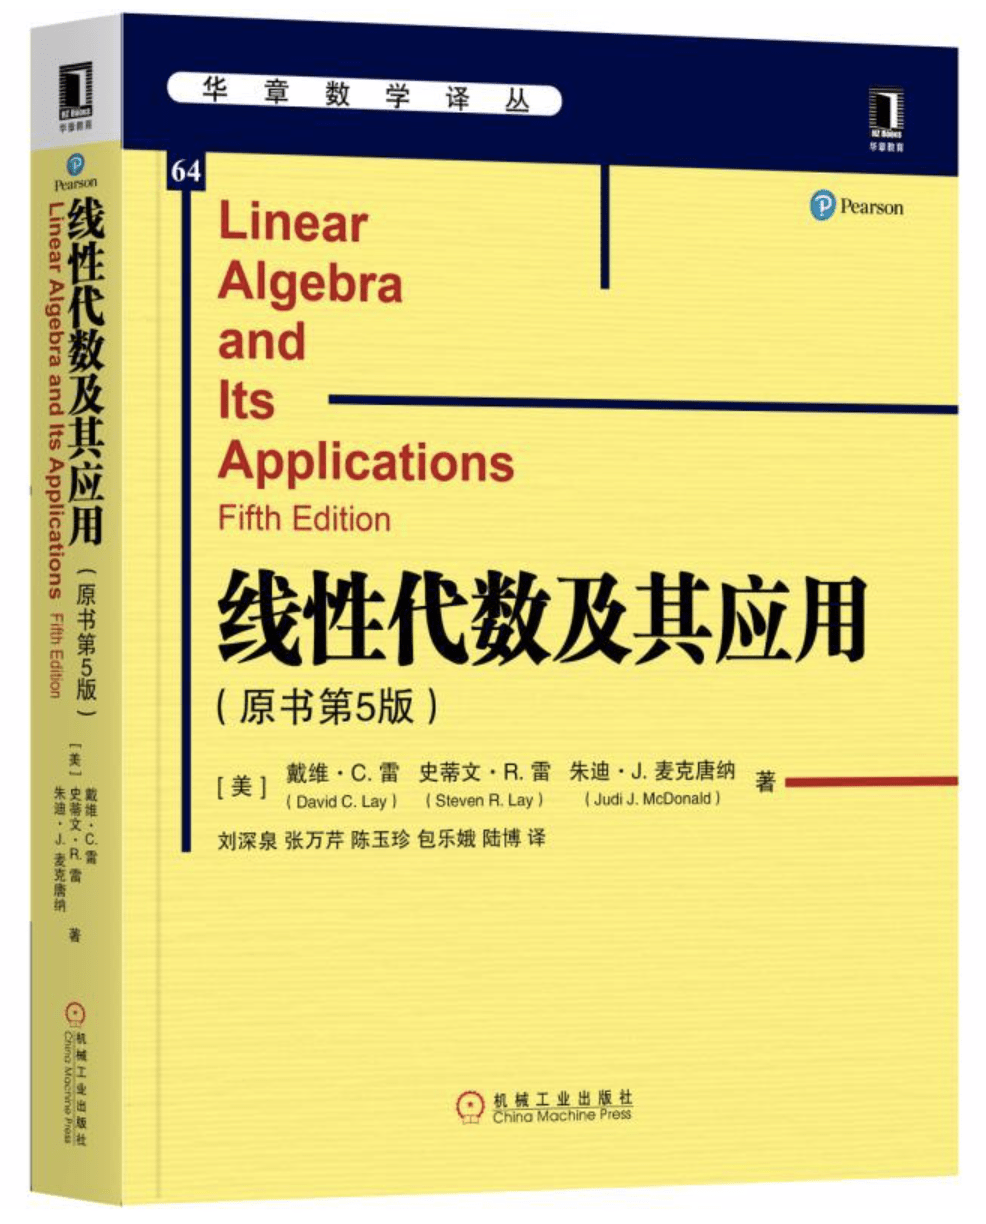 华章数学译丛
HZ Books
华章教育
64
Pearson
Linear
Algebra
and
Its
Applications
Fifth Edition
线性代数及其应用
（原书第5版）
[美] 戴维·C. 雷 史蒂文·R. 雷 朱迪·J. 麦克唐纳 著
(David C. Lay) (Steven R. Lay) (Judi J. McDonald)
刘深泉 张万芹 陈玉珍 包乐娥 陆博 译
机械工业出版社
China Machine Press
HZ Books
华章教育
Pearson
线性代数及其应用（原书第5版）
Linear Algebra and Its Applications Fifth Edition
[美]
戴维·C. 雷
史蒂文·R. 雷
朱迪·J. 麦克唐纳
著
机械工业出版社
China Machine Press